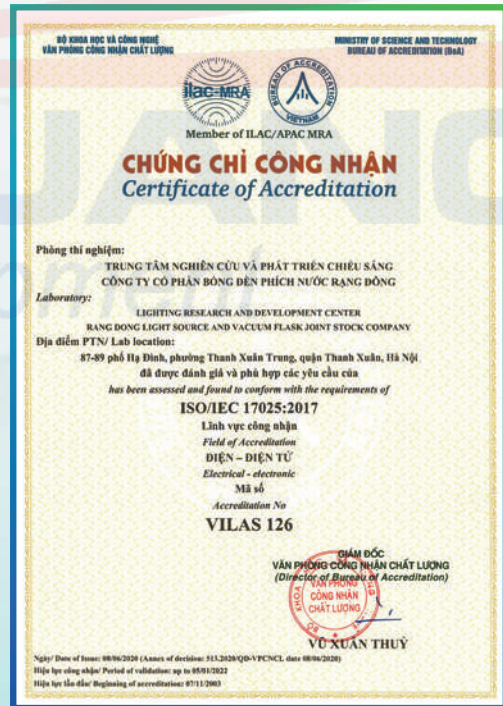 BỘ KHOA HỌC VÀ CÔNG NGHỆ
VĂN PHÒNG CÔNG NHẬN CHẤT LƯỢNG
MINISTRY OF SCIENCE AND TECHNOLOGY
BUREAU OF ACCREDITATION (BoA)
ilac-MRA
BUREAU OF ACCREDITATION
VIETNAM
Member of ILAC/APAC MRA
CHỨNG CHỈ CÔNG NHẬN
Certificate of Accreditation
Phòng thí nghiệm:
TRUNG TÂM NGHIÊN CỨU VÀ PHÁT TRIỂN CHIẾU SÁNG
CÔNG TY CỔ PHẦN BÓNG ĐÈN PHÍCH NƯỚC RẠNG ĐÔNG
Laboratory:
LIGHTING RESEARCH AND DEVELOPMENT CENTER
RANG DONG LIGHT SOURCE AND VACUUM FLASK JOINT STOCK COMPANY
Địa điểm PTN/ Lab location:
87-89 phố Hạ Đình, phường Thanh Xuân Trung, quận Thanh Xuân, Hà Nội
đã được đánh giá và phù hợp các yêu cầu của
has been assessed and found to conform with the requirements of
ISO/IEC 17025:2017
Lĩnh vực công nhận
Field of Accreditation
ĐIỆN – ĐIỆN TỬ
Electrical - electronic
Mã số
Accreditation No
VILAS 126
GIÁM ĐỐC
VĂN PHÒNG CÔNG NHẬN CHẤT LƯỢNG
(Director of Bureau of Accreditation)
VĂN PHÒNG
CÔNG NHẬN
CHẤT LƯỢNG
VŨ XUÂN THUỶ
Ngày/ Date of Issue: 08/06/2020 (Annex of decision: 513.2020/QĐ-VPCNCL date 08/06/2020)
Hiệu lực công nhận/ Period of validation: up to 05/01/2022
Hiệu lực lần đầu/ Beginning of accreditation: 07/11/2003